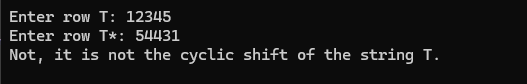 Enter row T: 12345
Enter row T*: 54431
Not, it is not the cyclic shift of the string T.